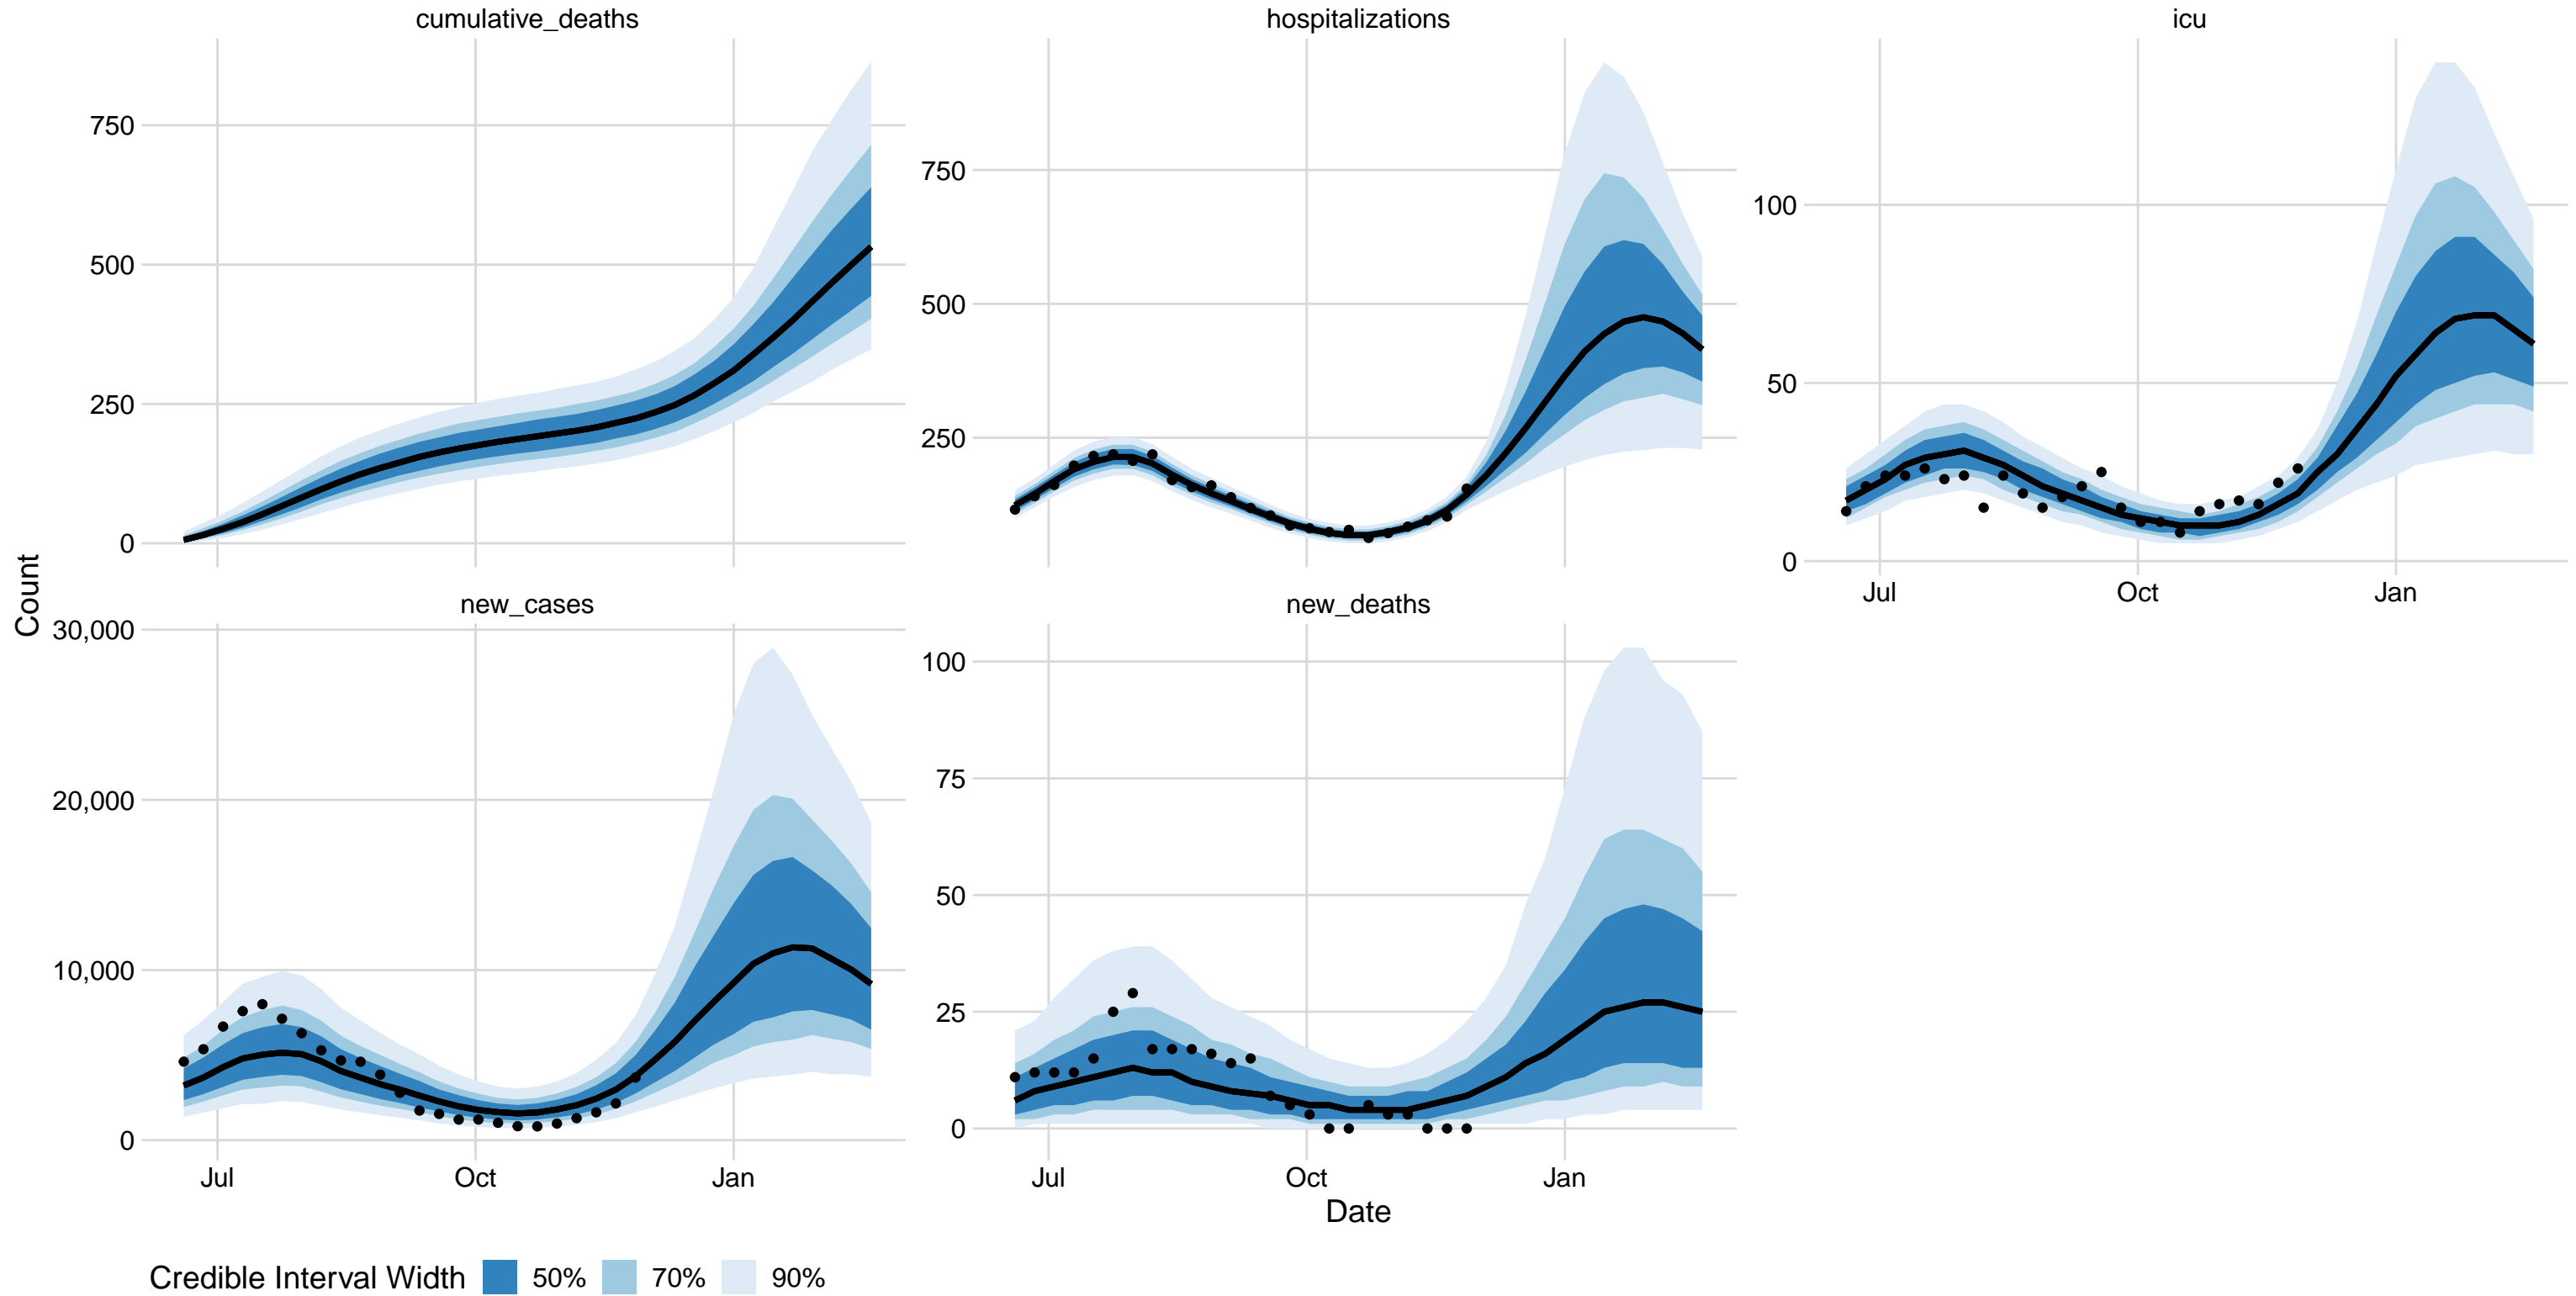 cumulative_deaths
hospitalizations
icu
750
500
250
0
750
500
250
100
50
0
Jul
Oct
Jan
Count
new_cases
new_deaths
30,000
20,000
10,000
0
100
75
50
25
0
Jul
Oct
Jan
Jul
Oct
Jan
Date
Credible Interval Width 50% 70% 90%